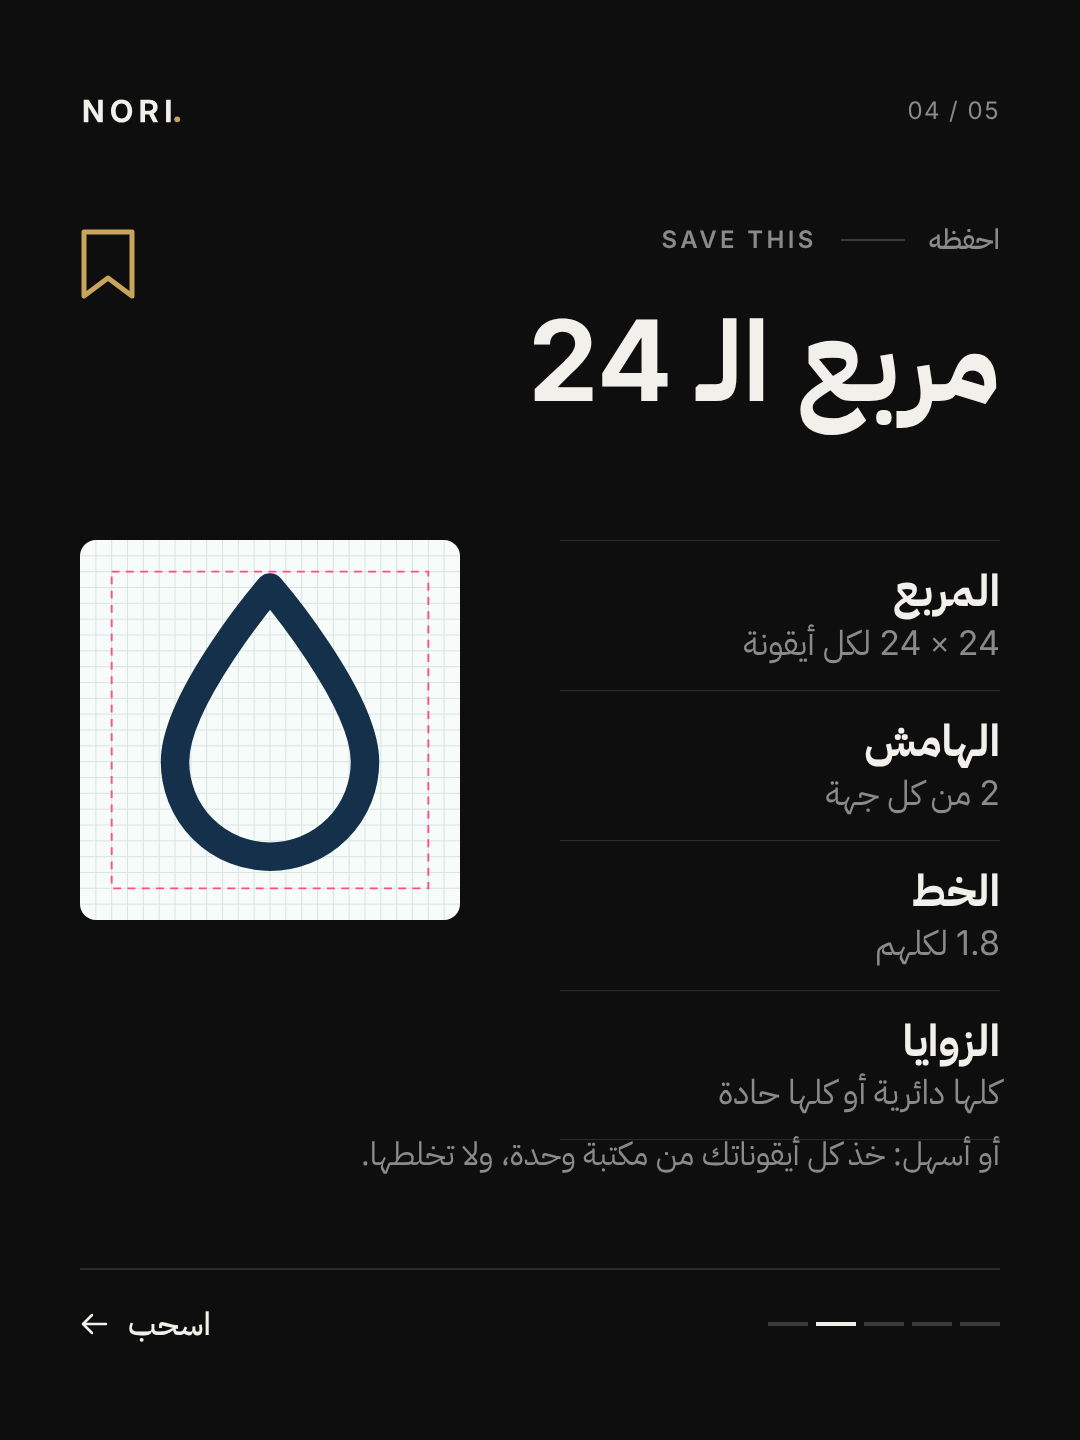 NORI.
04 / 05
احفظه — SAVE THIS
مربع الـ 24
المربع
24 × 24 لكل أيقونة
الهامش
2 من كل جهة
الخط
1.8 لكلهم
الزوايا
كلها دائرية أو كلها حادة
أو أسهل: خذ كل أيقوناتك من مكتبة وحدة، ولا تخلطها.
اسحب ←